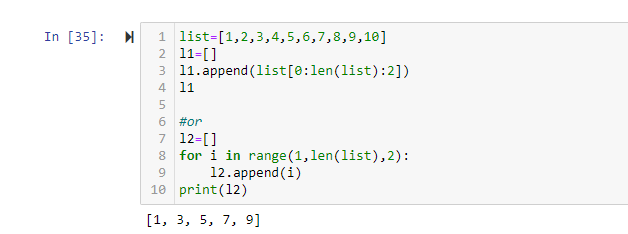 In [35]:
1 list=[1,2,3,4,5,6,7,8,9,10]
2 l1=[]
3 l1.append(list[0:len(list):2])
4 l1
5
6 #or
7 l2=[]
8 for i in range(1,len(list),2):
9     l2.append(i)
10 print(l2)
[1, 3, 5, 7, 9]